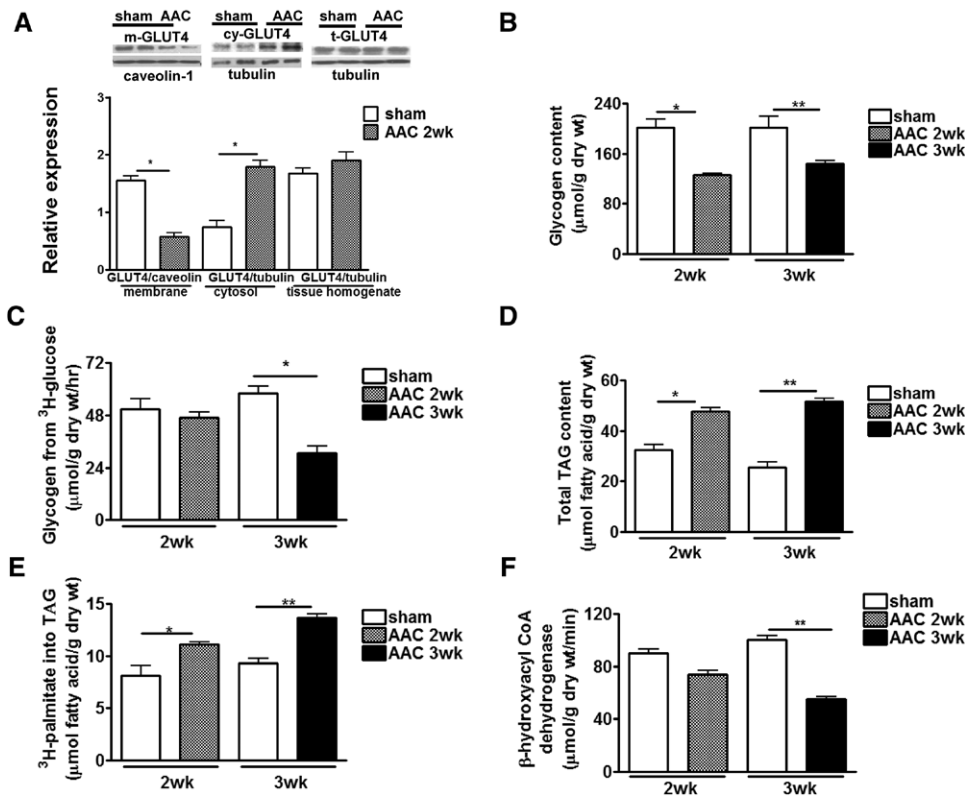 A
sham AAC
m-GLUT4
caveolin-1
sham AAC
cy-GLUT4
tubulin
sham AAC
t-GLUT4
tubulin
Relative expression
3
2
1
0
*
*
sham
AAC 2wk
GLUT4/caveolin GLUT4/tubulin GLUT4/tubulin
membrane cytosol tissue homogenate
B
Glycogen content
(μmol/g dry wt)
240
160
80
0
*
**
sham
AAC 2wk
AAC 3wk
2wk 3wk
C
Glycogen from ³H-glucose
(μmol/g dry wt/hr)
72
48
24
0
*
sham
AAC 2wk
AAC 3wk
2wk 3wk
D
Total TAG content
(μmol fatty acid/g dry wt)
60
40
20
0
*
**
sham
AAC 2wk
AAC 3wk
2wk 3wk
E
³H-palmitate into TAG
(μmol fatty acid/g dry wt)
15
10
5
0
*
**
sham
AAC 2wk
AAC 3wk
2wk 3wk
F
β-hydroxyacyl CoA
dehydrogenase
(μmol/g dry wt/min)
120
80
40
0
**
sham
AAC 2wk
AAC 3wk
2wk 3wk